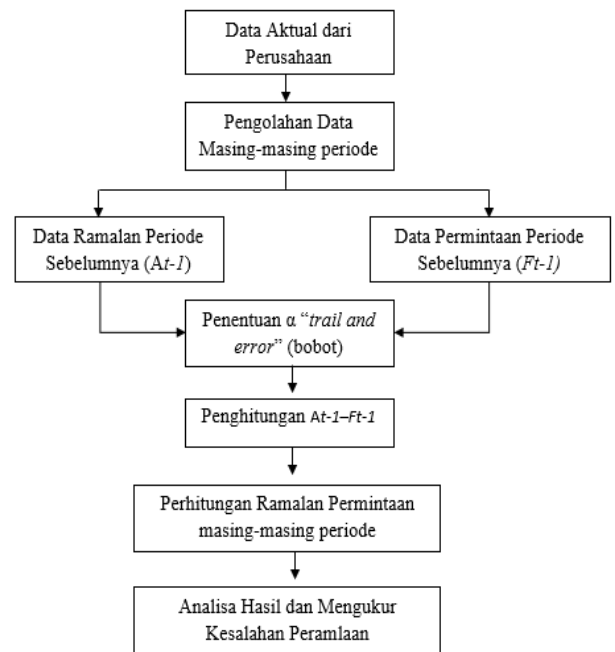 Data Aktual dari
Perusahaan
Pengolahan Data
Masing-masing periode
Data Ramalan Periode
Sebelumnya (At-1)
Data Permintaan Periode
Sebelumnya (Ft-1)
Penentuan α “trail and
error” (bobot)
Penghitungan At-1–Ft-1
Perhitungan Ramalan Permintaan
masing-masing periode
Analisa Hasil dan Mengukur
Kesalahan Peramlaan